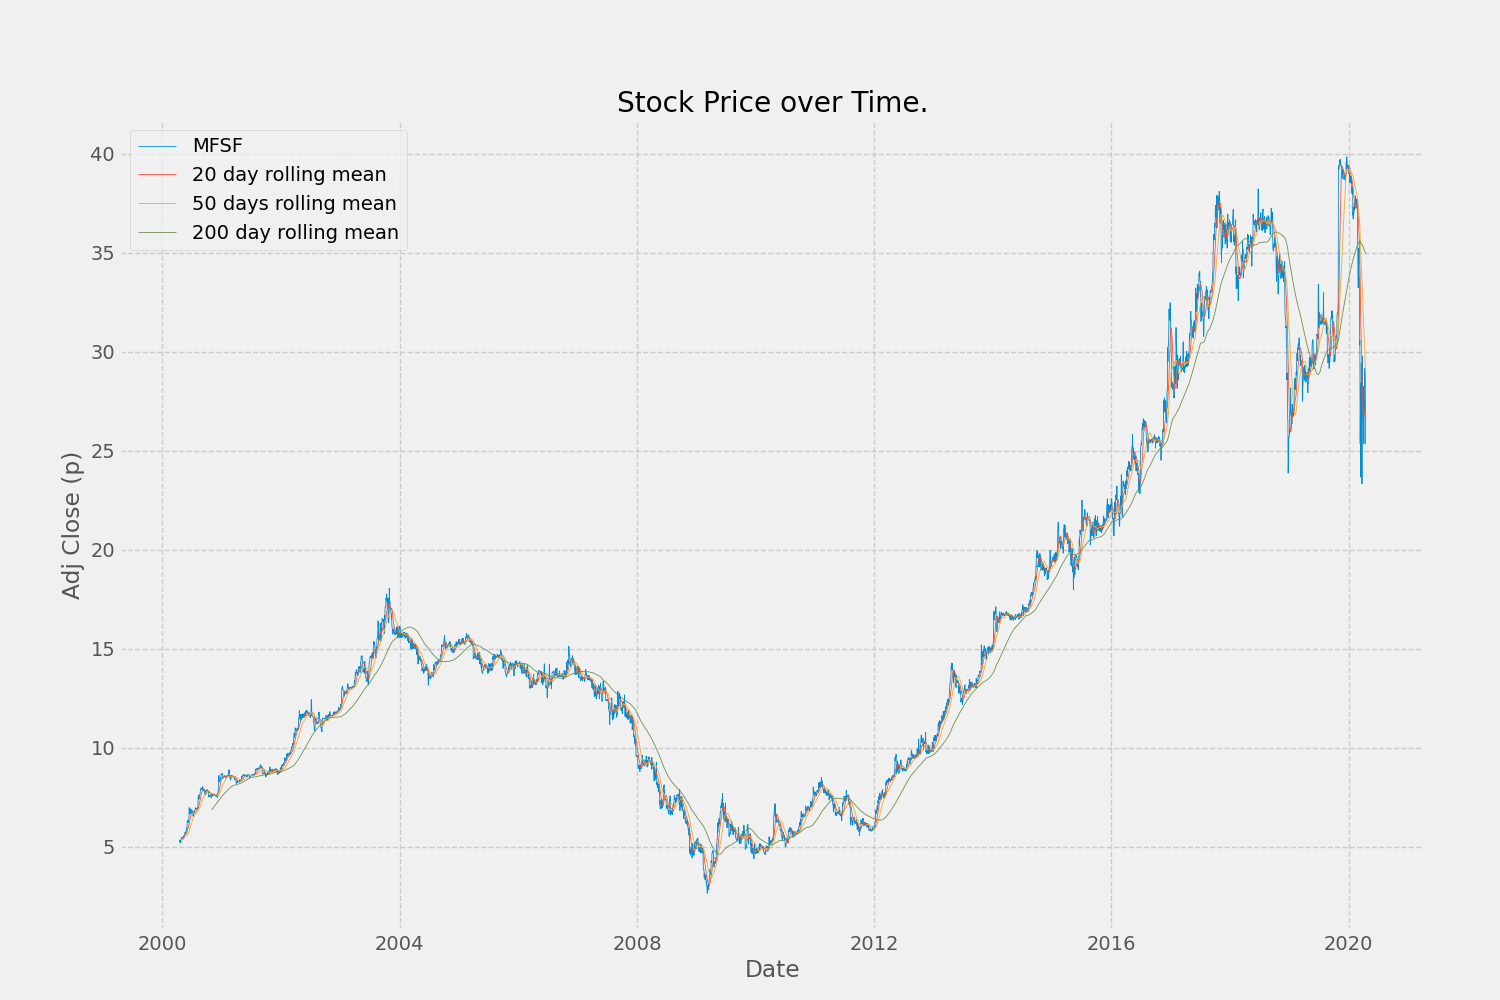 Stock Price over Time.
MFSF
20 day rolling mean
50 days rolling mean
200 day rolling mean
40
35
30
25
20
15
10
5
Adj Close (p)
2000 2004 2008 2012 2016 2020
Date